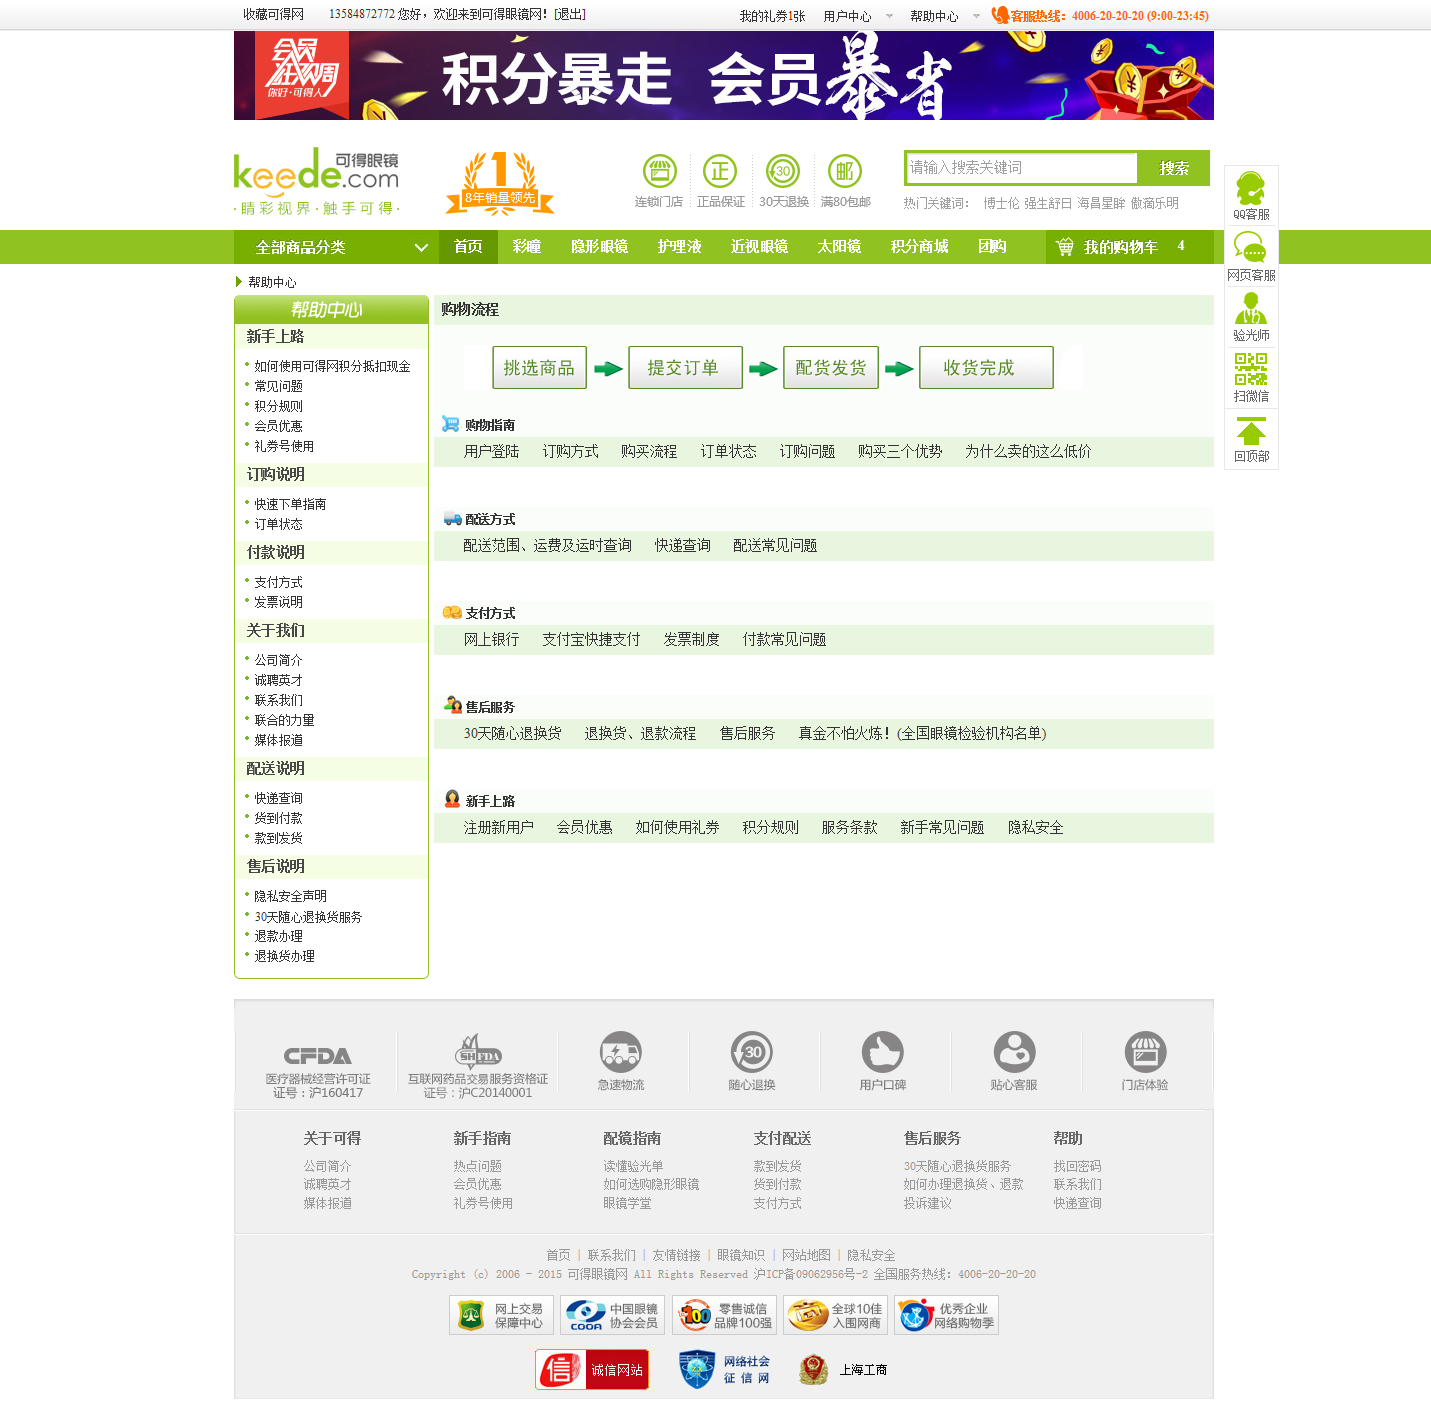 收藏可得网 13584872772 您好，欢迎来到可得眼镜网！[退出] 我的礼券1张 用户中心 帮助中心 客服热线：4006-20-20-20 (9:00-23:45)
会员狂欢周
你好·可得人
积分暴走 会员暴省
可得眼镜
keede.com
·睛彩视界·触手可得·
1
8年销量领先
连锁门店 正品保证 30天退换 满80包邮
正 30 邮
请输入搜索关键词 搜索
热门关键词： 博士伦 强生舒日 海昌星眸 傲滴乐明
全部商品分类 首页 彩瞳 隐形眼镜 护理液 近视眼镜 太阳镜 积分商城 团购 我的购物车 4
QQ客服
网页客服
验光师
扫微信
回顶部
帮助中心
帮助中心
新手上路
如何使用可得网积分抵扣现金
常见问题
积分规则
会员优惠
礼券号使用
订购说明
快速下单指南
订单状态
付款说明
支付方式
发票说明
关于我们
公司简介
诚聘英才
联系我们
联合的力量
媒体报道
配送说明
快递查询
货到付款
款到发货
售后说明
隐私安全声明
30天随心退换货服务
退款办理
退换货办理
购物流程
挑选商品 提交订单 配货发货 收货完成
购物指南
用户登陆 订购方式 购买流程 订单状态 订购问题 购买三个优势 为什么卖的这么低价
配送方式
配送范围、运费及运时查询 快递查询 配送常见问题
支付方式
网上银行 支付宝快捷支付 发票制度 付款常见问题
售后服务
30天随心退换货 退换货、退款流程 售后服务 真金不怕火炼！(全国眼镜检验机构名单)
新手上路
注册新用户 会员优惠 如何使用礼券 积分规则 服务条款 新手常见问题 隐私安全
CFDA
医疗器械经营许可证
证号：沪160417
SHFDA
互联网药品交易服务资格证
证号：沪C20140001
急速物流
30
随心退换
用户口碑
贴心客服
门店体验
关于可得 新手指南 配镜指南 支付配送 售后服务 帮助
公司简介 热点问题 读懂验光单 款到发货 30天随心退换货服务 找回密码
诚聘英才 会员优惠 如何选购隐形眼镜 货到付款 如何办理退换货、退款 联系我们
媒体报道 礼券号使用 眼镜学堂 支付方式 投诉建议 快递查询
首页 | 联系我们 | 友情链接 | 眼镜知识 | 网站地图 | 隐私安全
Copyright (c) 2006 - 2015 可得眼镜网 All Rights Reserved 沪ICP备09062956号-2 全国服务热线：4006-20-20-20
网上交易
保障中心
COOA
中国眼镜
协会会员
100
零售诚信
品牌100强
全球10佳
入围网商
优秀企业
网络购物季
信 诚信网站
网络社会
征信网
上海工商